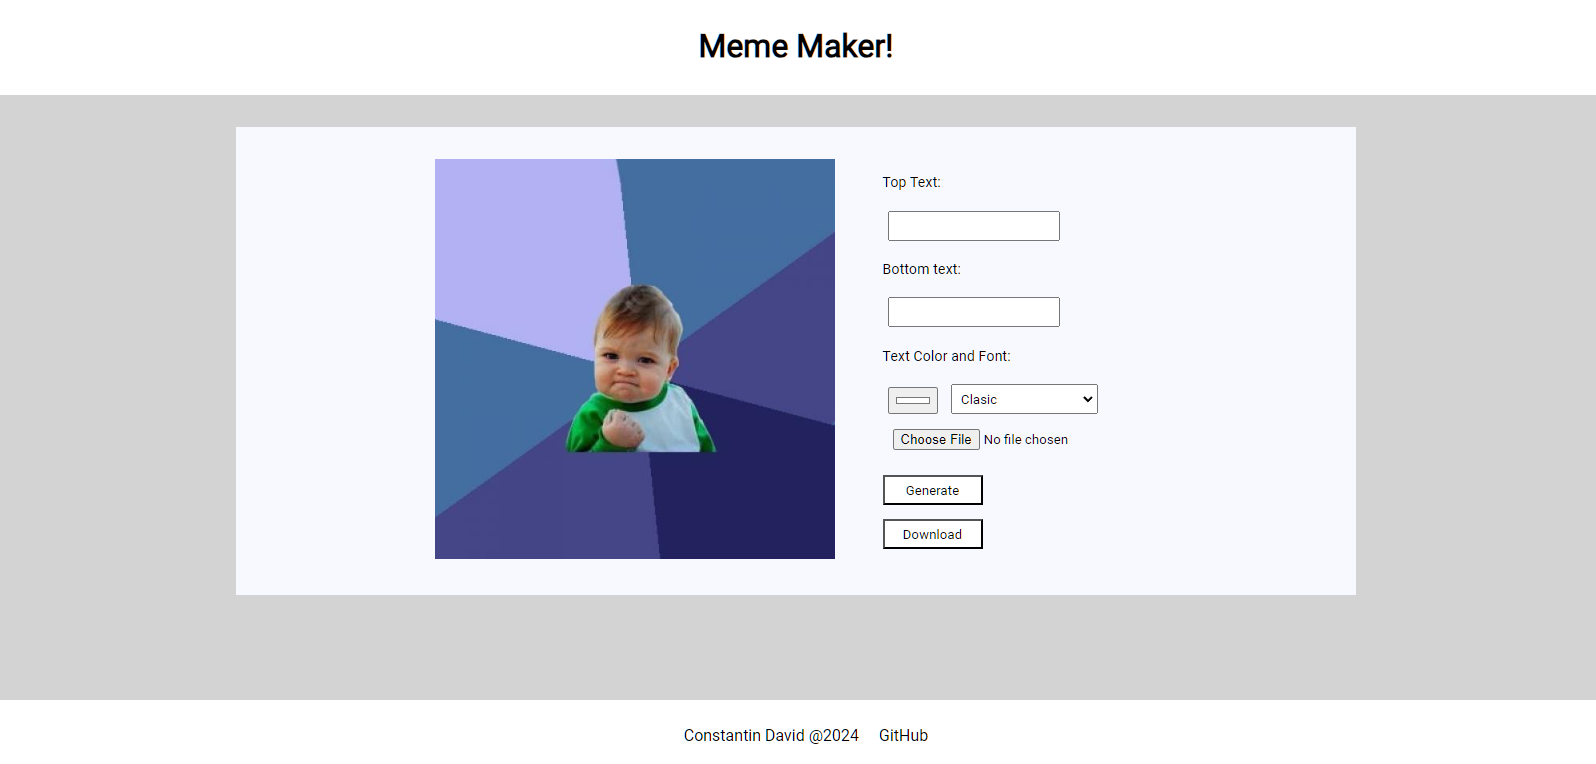 Meme Maker!
Top Text:
Bottom text:
Text Color and Font:
Clasic
Choose File No file chosen
Generate
Download
Constantin David @2024 GitHub